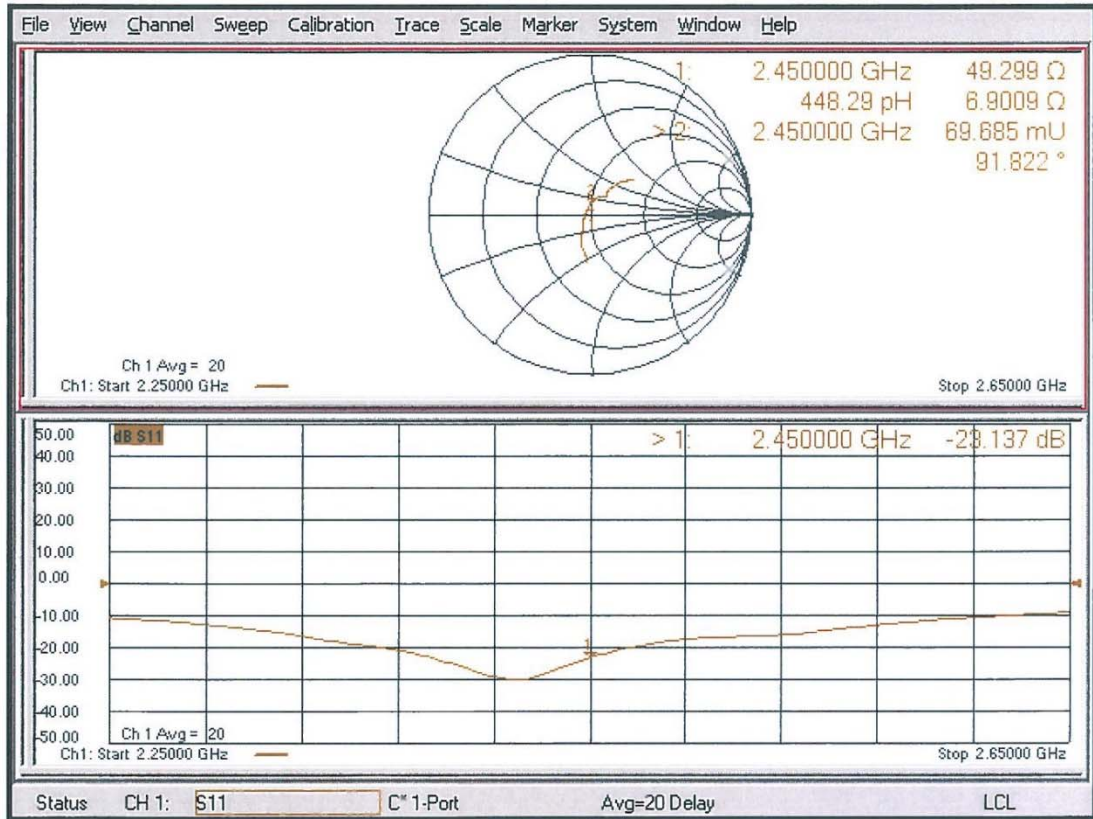 File View Channel Sweep Calibration Trace Scale Marker System Window Help
1: 2.450000 GHz 49.299 Ω
448.29 pH 6.9009 Ω
> 2: 2.450000 GHz 69.685 mU
91.822 °
Ch 1 Avg = 20
Ch1: Start 2.25000 GHz Stop 2.65000 GHz
50.00 dB S11 > 1: 2.450000 GHz -23.137 dB
40.00
30.00
20.00
10.00
0.00
-10.00
-20.00 1
-30.00
-40.00
-50.00 Ch 1 Avg = 20
Ch1: Start 2.25000 GHz Stop 2.65000 GHz
Status CH 1: S11 C* 1-Port Avg=20 Delay LCL